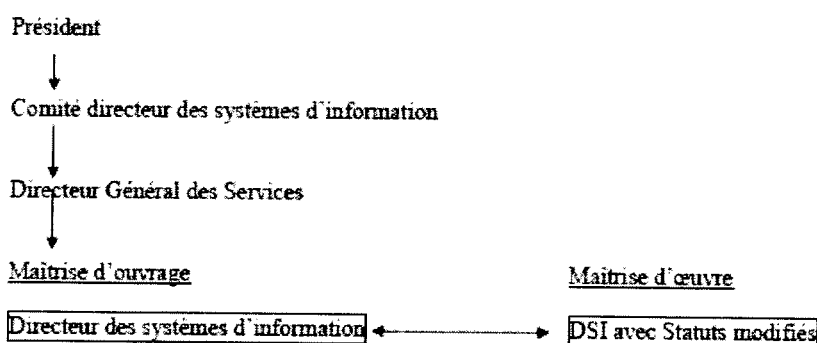 Président
Comité directeur des systèmes d'information
Directeur Général des Services
Maîtrise d'ouvrage
Maîtrise d'œuvre
Directeur des systèmes d'information
DSI avec Statuts modifiés